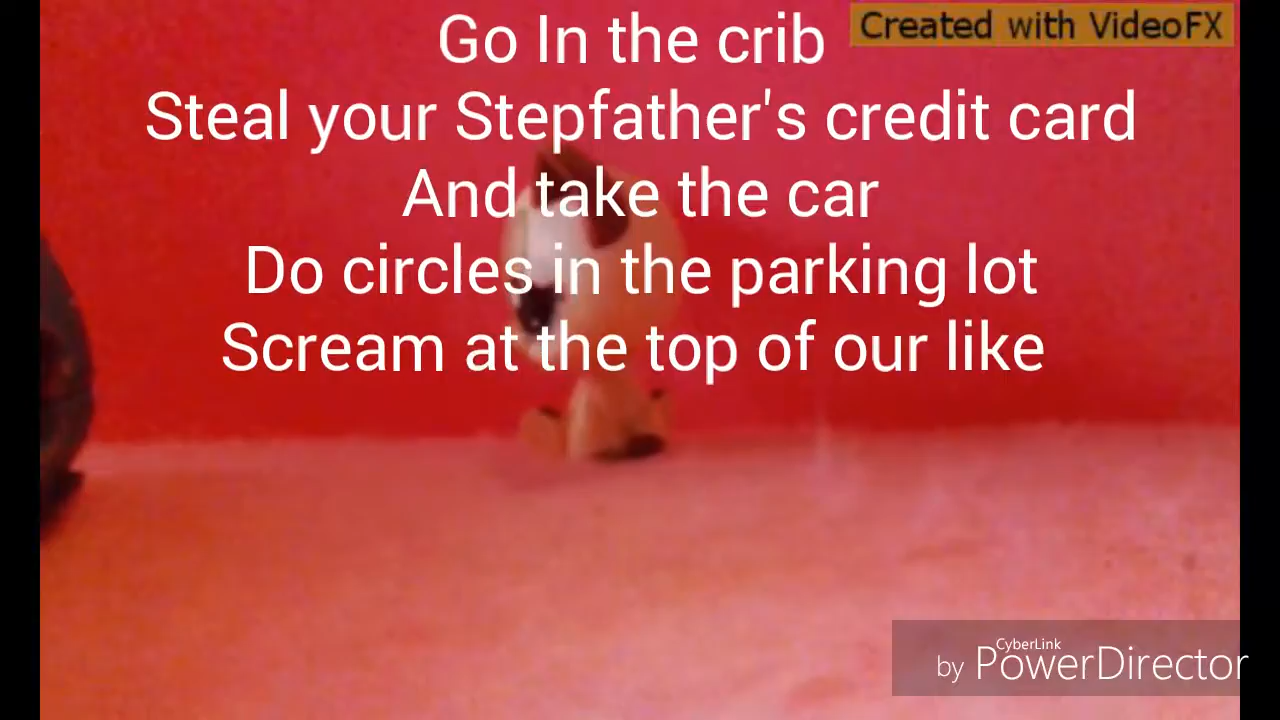 Go In the crib
Created with VideoFX
Steal your Stepfather's credit card
And take the car
Do circles in the parking lot
Scream at the top of our like
CyberLink
by PowerDirector